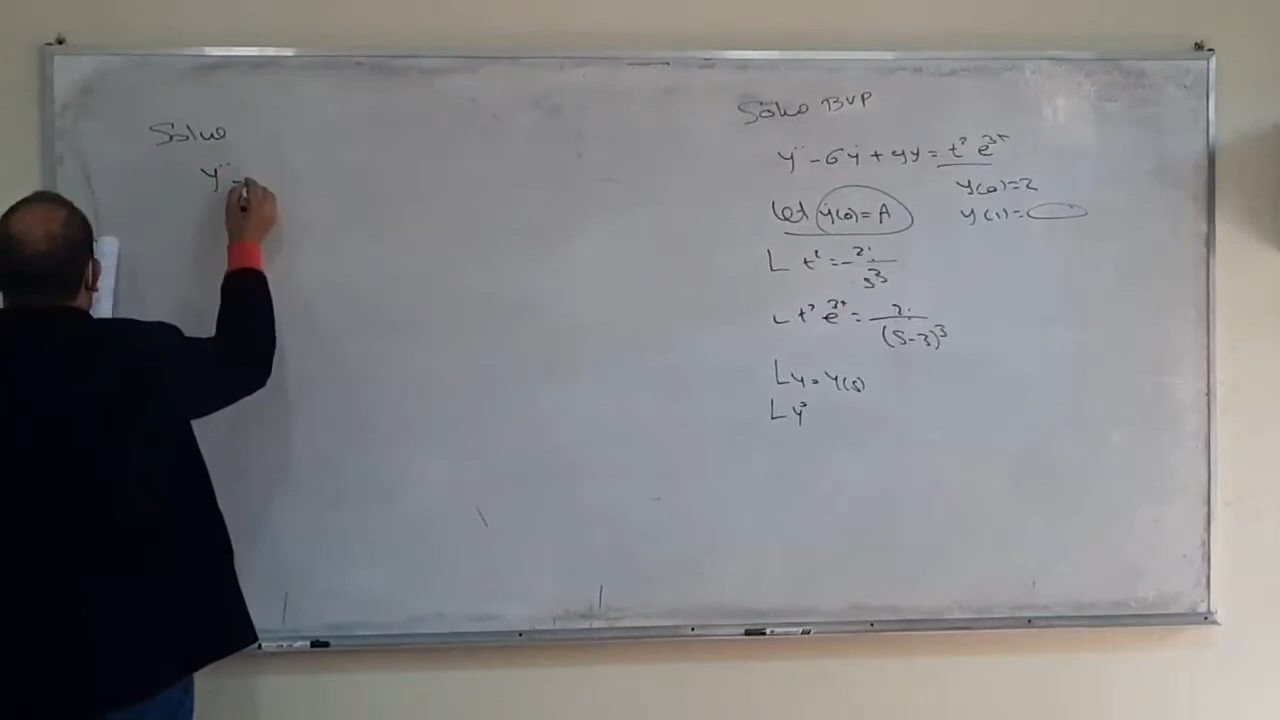 Solve
y¨ -
Solve BVP
y¨ - 6ẏ + 9y = t² e^3t
y(0)=2
Let ẏ(0) = A
y(1)=
L t² = 2! / s³
L t² e^3t = 2! / (s-3)³
L y = Y(s)
L y